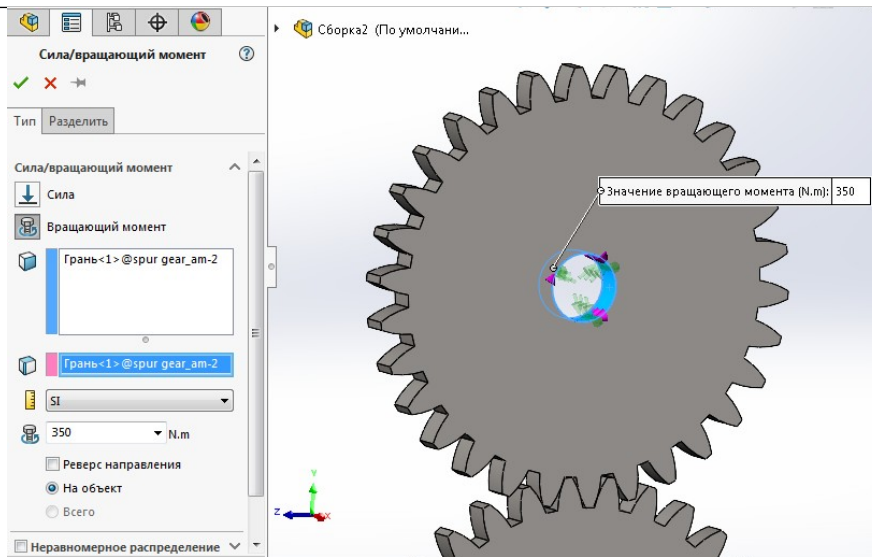 Сборка2 (По умолчани...
Сила/вращающий момент
Тип
Разделить
Сила/вращающий момент
Сила
Вращающий момент
Грань<1>@spur gear_am-2
Грань<1>@spur gear_am-2
SI
350
N.m
Реверс направления
На объект
Всего
Неравномерное распределение
Значение вращающего момента (N.m): 350
Y
Z
X